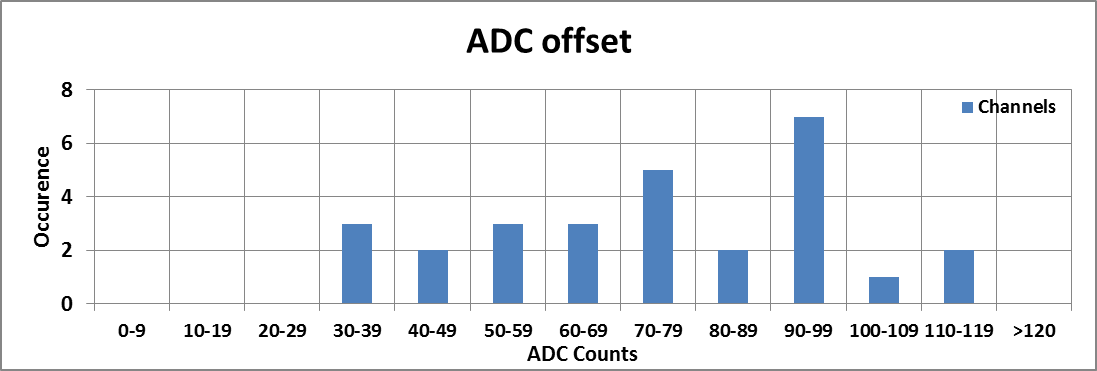 ADC offset
8
Channels
6
4
2
0
Occurence
0-9 10-19 20-29 30-39 40-49 50-59 60-69 70-79 80-89 90-99 100-109 110-119 >120
ADC Counts